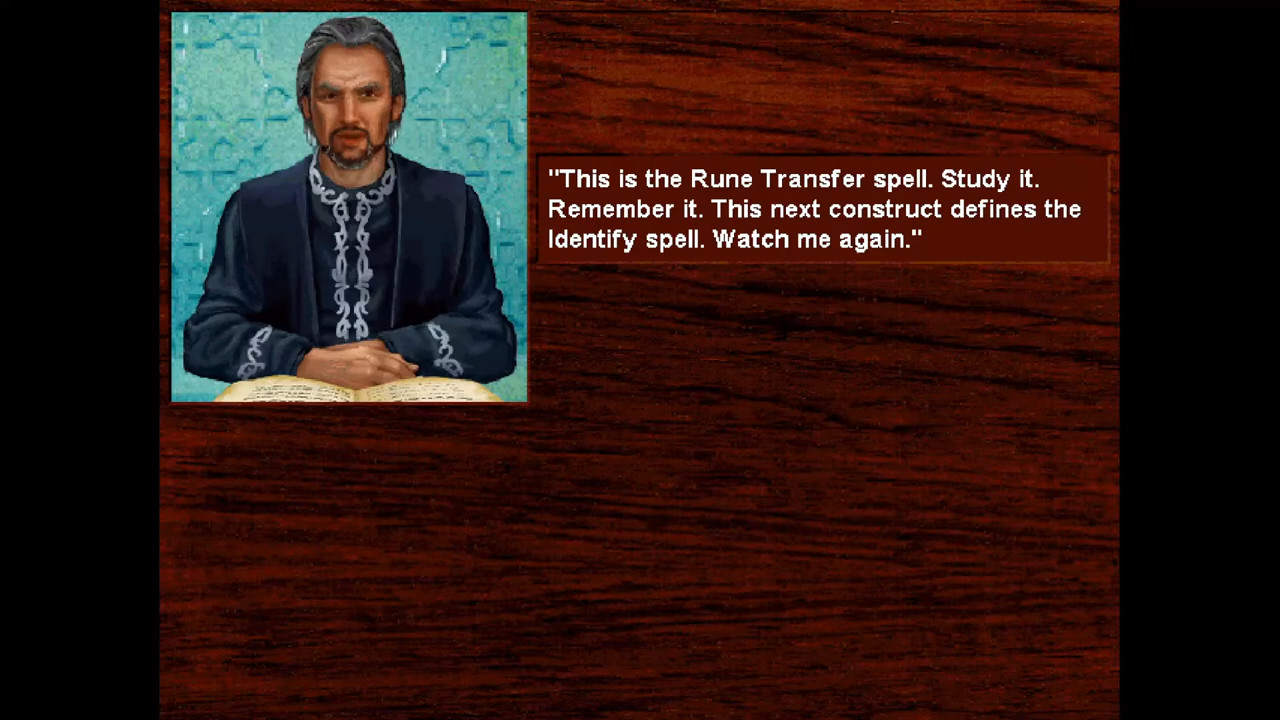 "This is the Rune Transfer spell. Study it.
Remember it. This next construct defines the
Identify spell. Watch me again."